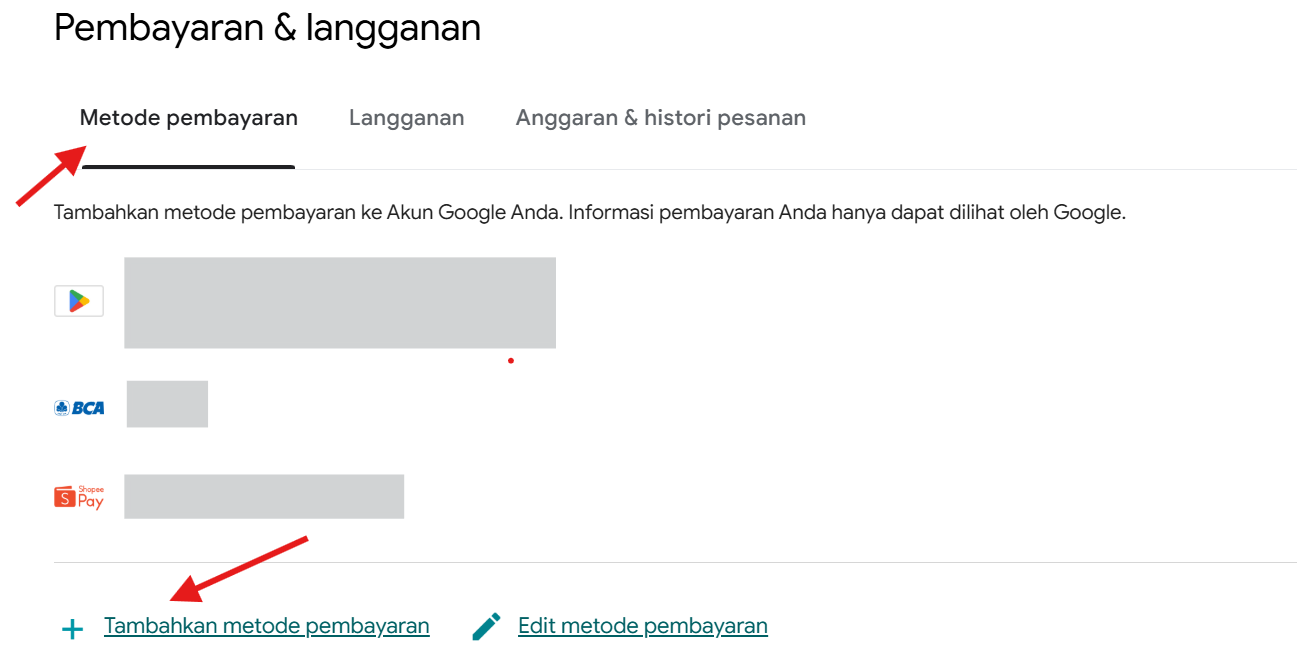 Pembayaran & langganan
Metode pembayaran Langganan Anggaran & histori pesanan
Tambahkan metode pembayaran ke Akun Google Anda. Informasi pembayaran Anda hanya dapat dilihat oleh Google.
BCA
Shopee
S Pay
Tambahkan metode pembayaran Edit metode pembayaran